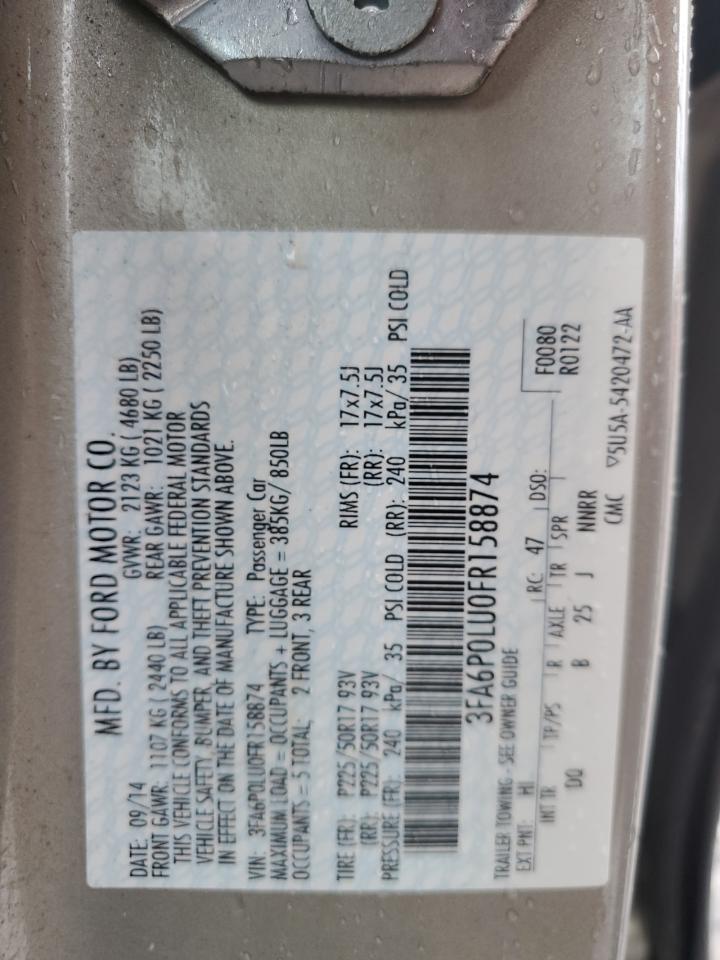 MFD. BY FORD MOTOR CO.
DATE: 09/14 GVWR: 2123 KG ( 4680 LB)
FRONT GAWR: 1107 KG ( 2440 LB) REAR GAWR: 1021 KG ( 2250 LB)
THIS VEHICLE CONFORMS TO ALL APPLICABLE FEDERAL MOTOR
VEHICLE SAFETY, BUMPER, AND THEFT PREVENTION STANDARDS
IN EFFECT ON THE DATE OF MANUFACTURE SHOWN ABOVE.
VIN: 3FA6P0LU0FR158874 TYPE: Passenger Car
MAXIMUM LOAD = OCCUPANTS + LUGGAGE = 385KG/ 850LB
OCCUPANTS = 5 TOTAL; 2 FRONT, 3 REAR
TIRE (FR): P225/50R17 93V RIMS (FR): 17x7.5J
(RR): P225/50R17 93V (RR): 17x7.5J
PRESSURE (FR): 240 kPa/ 35 PSI COLD (RR): 240 kPa/ 35 PSI COLD
3FA6P0LU0FR158874
TRAILER TOWING - SEE OWNER GUIDE
EXT PNT: HI RC: 47 DSO: F0080
R0122
INT TR TP/PS R AXLE TR SPR
DQ B 25 J NNRR
CMC ▽5U5A-5420472-AA